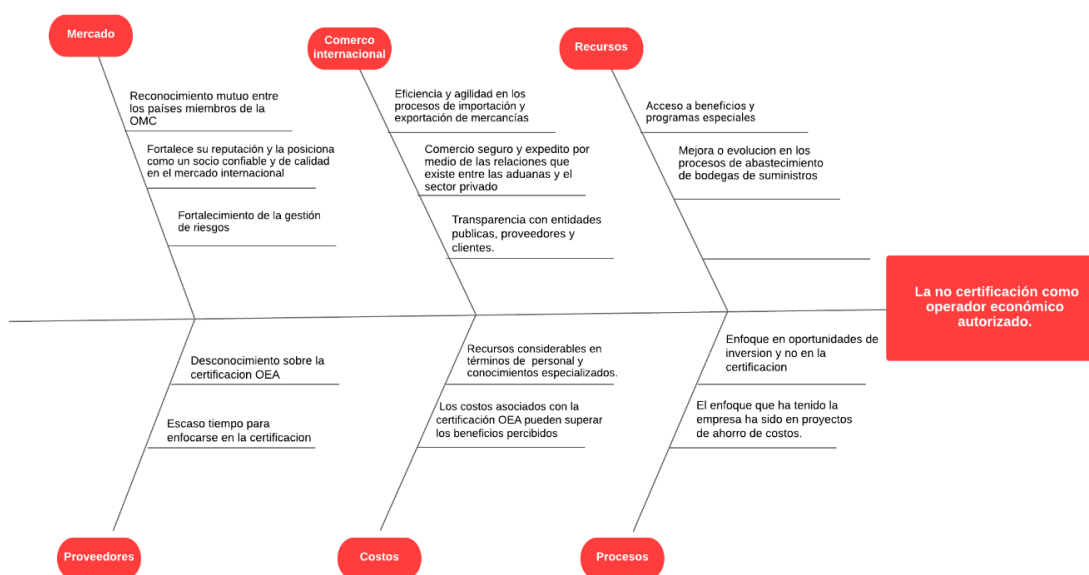 Mercado
Comerco
internacional
Recursos
Reconocimiento mutuo entre
los países miembros de la
OMC
Fortalece su reputación y la posiciona
como un socio confiable y de calidad
en el mercado internacional
Fortalecimiento de la gestión
de riesgos
Eficiencia y agilidad en los
procesos de importación y
exportación de mercancías
Comercio seguro y expedito por
medio de las relaciones que
existe entre las aduanas y el
sector privado
Transparencia con entidades
publicas, proveedores y
clientes.
Acceso a beneficios y
programas especiales
Mejora o evolucion en los
procesos de abastecimiento
de bodegas de suministros
La no certificación como
operador económico
autorizado.
Desconocimiento sobre la
certificacion OEA
Escaso tiempo para
enfocarse en la certificacion
Recursos considerables en
términos de personal y
conocimientos especializados.
Los costos asociados con la
certificación OEA pueden superar
los beneficios percibidos
Enfoque en oportunidades de
inversion y no en la
certificacion
El enfoque que ha tenido la
empresa ha sido en proyectos
de ahorro de costos.
Proveedores
Costos
Procesos